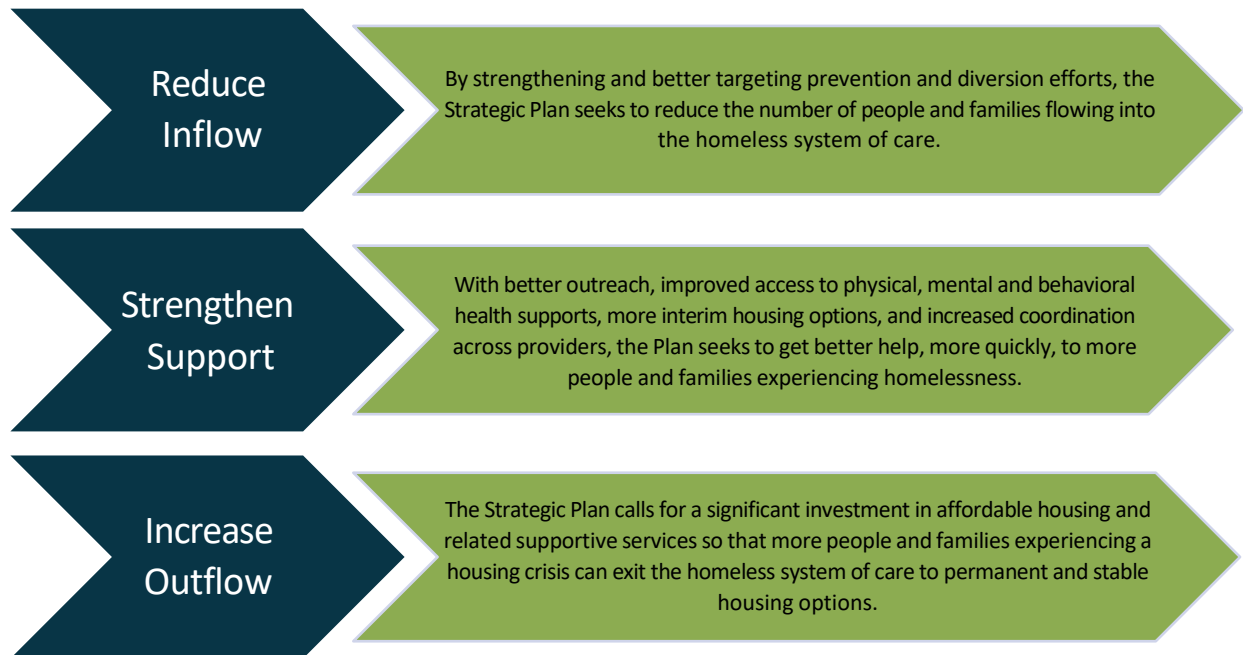 Reduce
Inflow
By strengthening and better targeting prevention and diversion efforts, the
Strategic Plan seeks to reduce the number of people and families flowing into
the homeless system of care.
Strengthen
Support
With better outreach, improved access to physical, mental and behavioral
health supports, more interim housing options, and increased coordination
across providers, the Plan seeks to get better help, more quickly, to more
people and families experiencing homelessness.
Increase
Outflow
The Strategic Plan calls for a significant investment in affordable housing and
related supportive services so that more people and families experiencing a
housing crisis can exit the homeless system of care to permanent and stable
housing options.